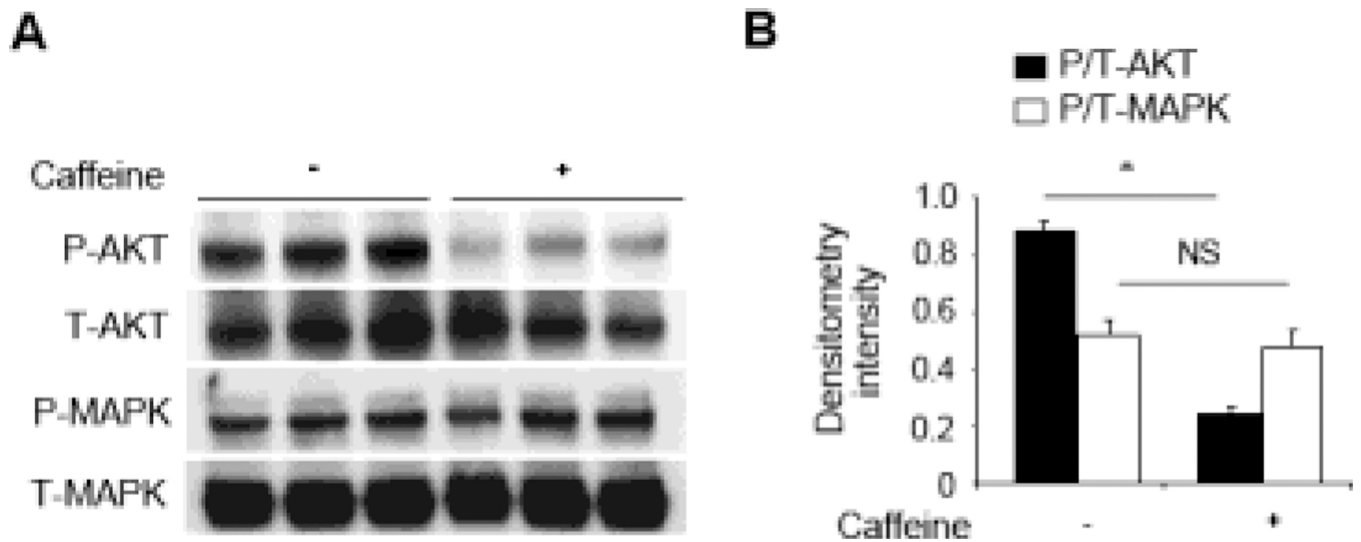 A
Caffeine - +
P-AKT
T-AKT
P-MAPK
T-MAPK
B
P/T-AKT
P/T-MAPK
*
NS
Densitometry
intensity
1.0
0.8
0.6
0.4
0.2
0
Caffeine - +